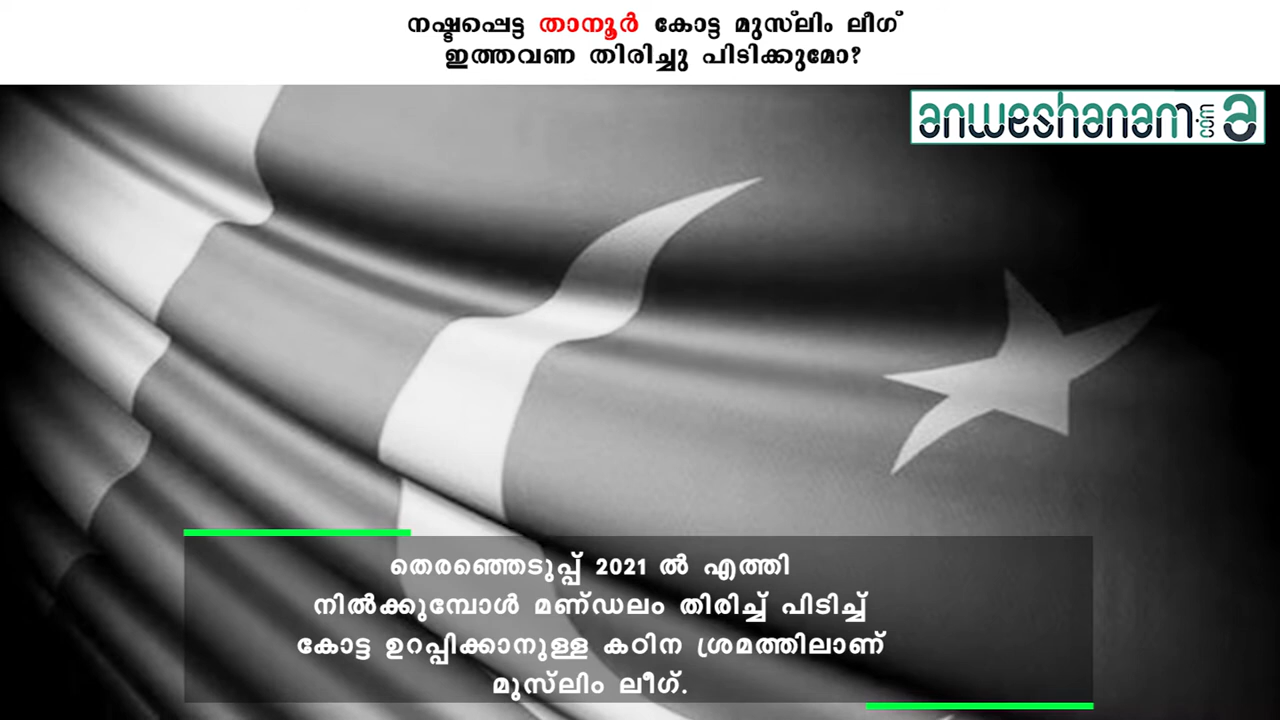 നഷ്ടപ്പെട്ട താനൂർ കോട്ട മുസ്‌ലിം ലീഗ്
ഇത്തവണ തിരിച്ചു പിടിക്കുമോ?
anweshanam.com a
തെരഞ്ഞെടുപ്പ് 2021 ൽ എത്തി
നിൽക്കുമ്പോൾ മണ്ഡലം തിരിച്ച് പിടിച്ച്
കോട്ട ഉറപ്പിക്കാനുള്ള കഠിന ശ്രമത്തിലാണ്
മുസ്‌ലിം ലീഗ്.